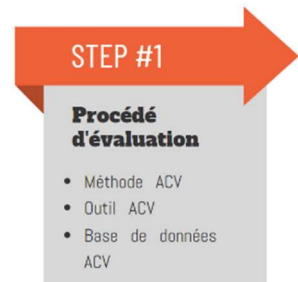 STEP #1
Procédé
d'évaluation
• Méthode ACV
• Outil ACV
• Base de données
ACV